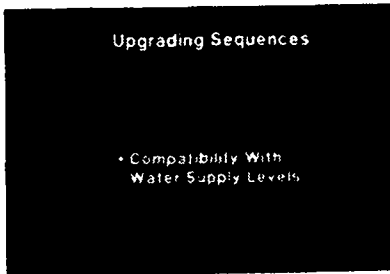 Upgrading Sequences
• Compatibility With
Water Supply Levels